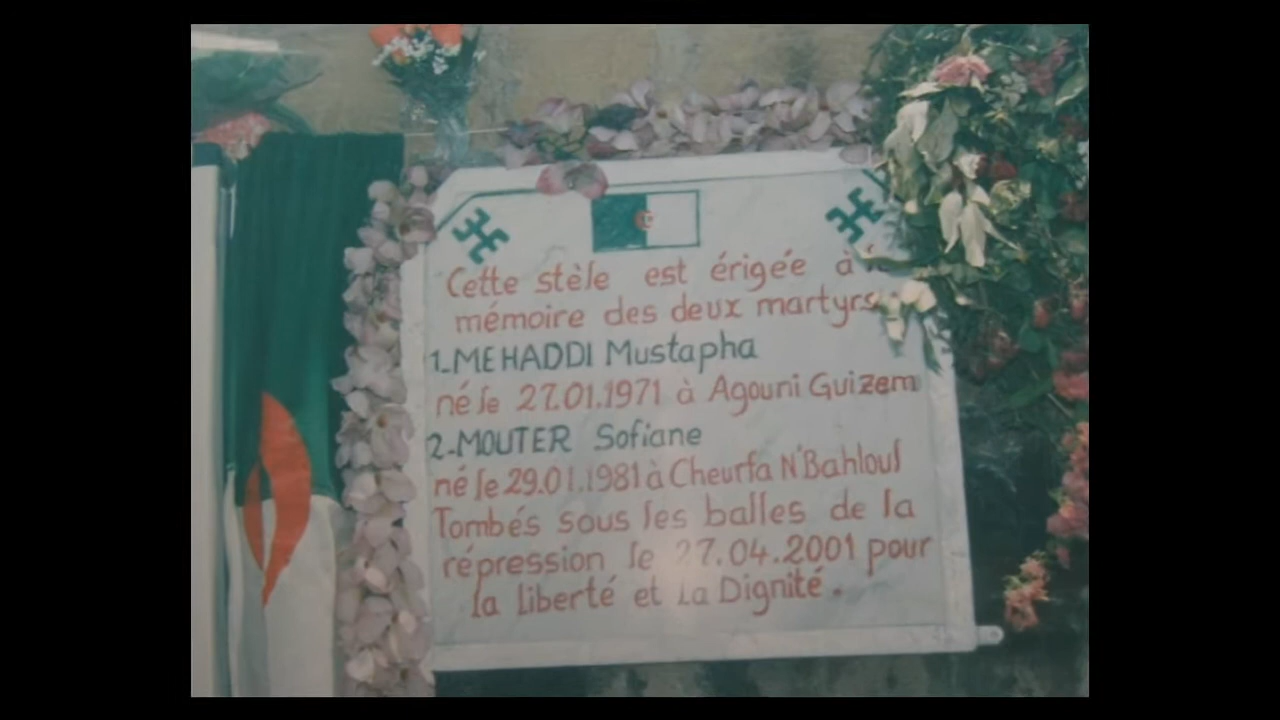 Cette stèle est érigée à
mémoire des deux martyrs
1.MEHADDI Mustapha
né le 27.01.1971 à Agouni Guizem
2-MOUTER Sofiane
né le 29.01.1981 à Cheurfa N'Bahloul
Tombés sous les balles de la
répression le 27.04.2001 pour
la liberté et la Dignité.